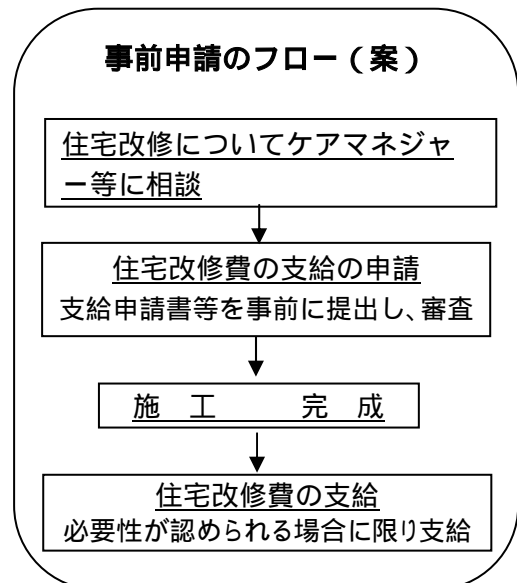 事前申請のフロー(案)
住宅改修についてケアマネジャ
ー等に相談
住宅改修費の支給の申請
支給申請書等を事前に提出し、審査
施 工 完 成
住宅改修費の支給
必要性が認められる場合に限り支給